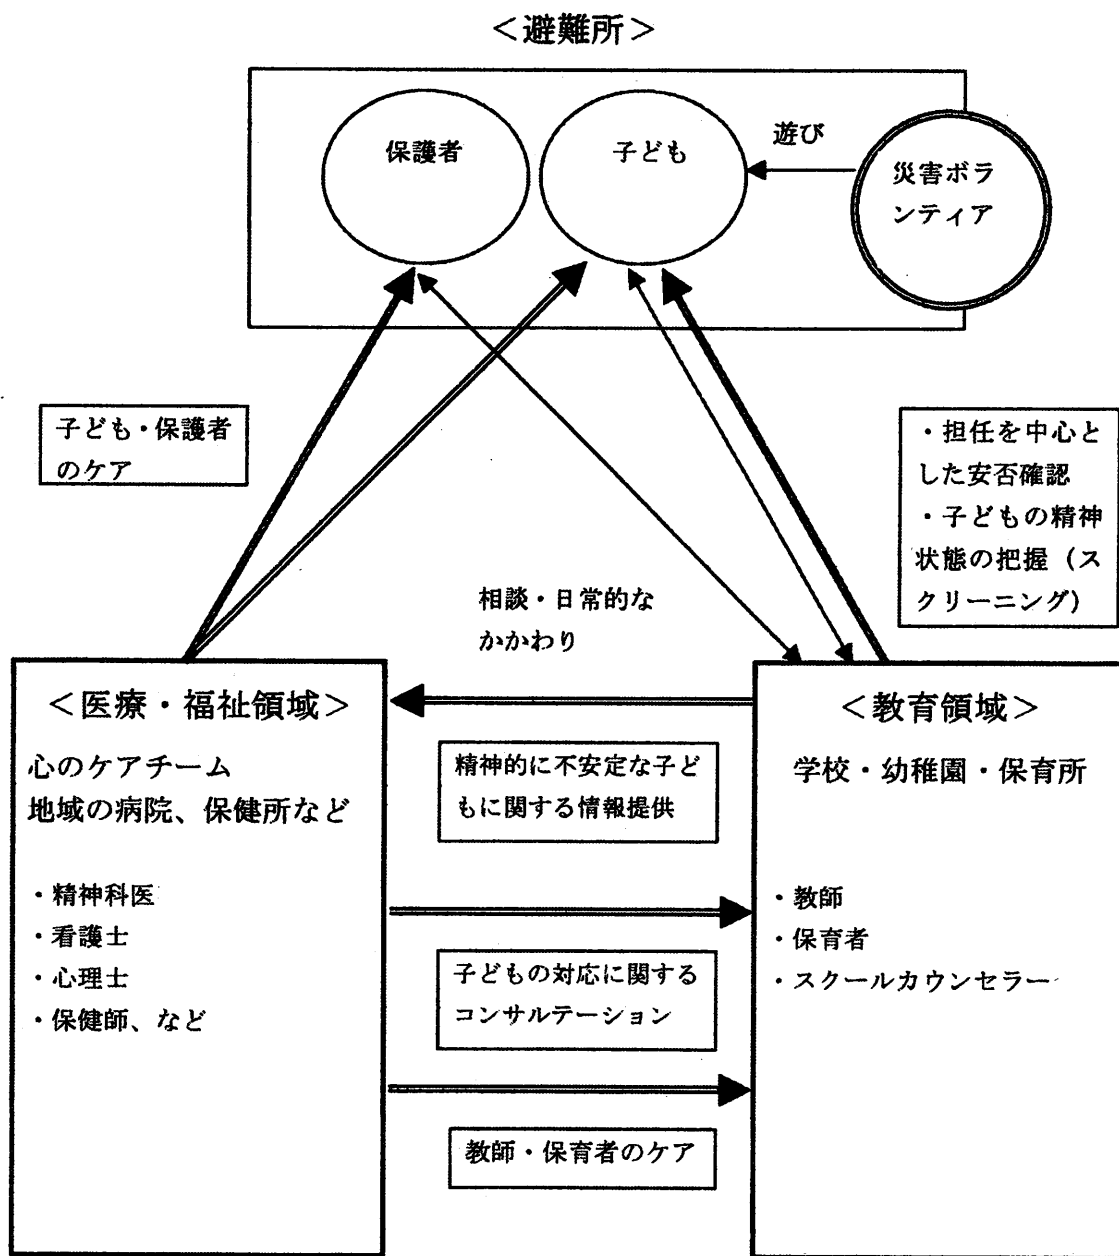 ＜避難所＞
保護者
子ども
遊び
災害ボラ
ンティア
子ども・保護者
のケア
・担任を中心と
した安否確認
・子どもの精神
状態の把握（ス
クリーニング）
相談・日常的な
かかわり
＜医療・福祉領域＞
心のケアチーム
地域の病院、保健所など
・精神科医
・看護士
・心理士
・保健師、など
精神的に不安定な子ど
もに関する情報提供
子どもの対応に関する
コンサルテーション
教師・保育者のケア
＜教育領域＞
学校・幼稚園・保育所
・教師
・保育者
・スクールカウンセラー